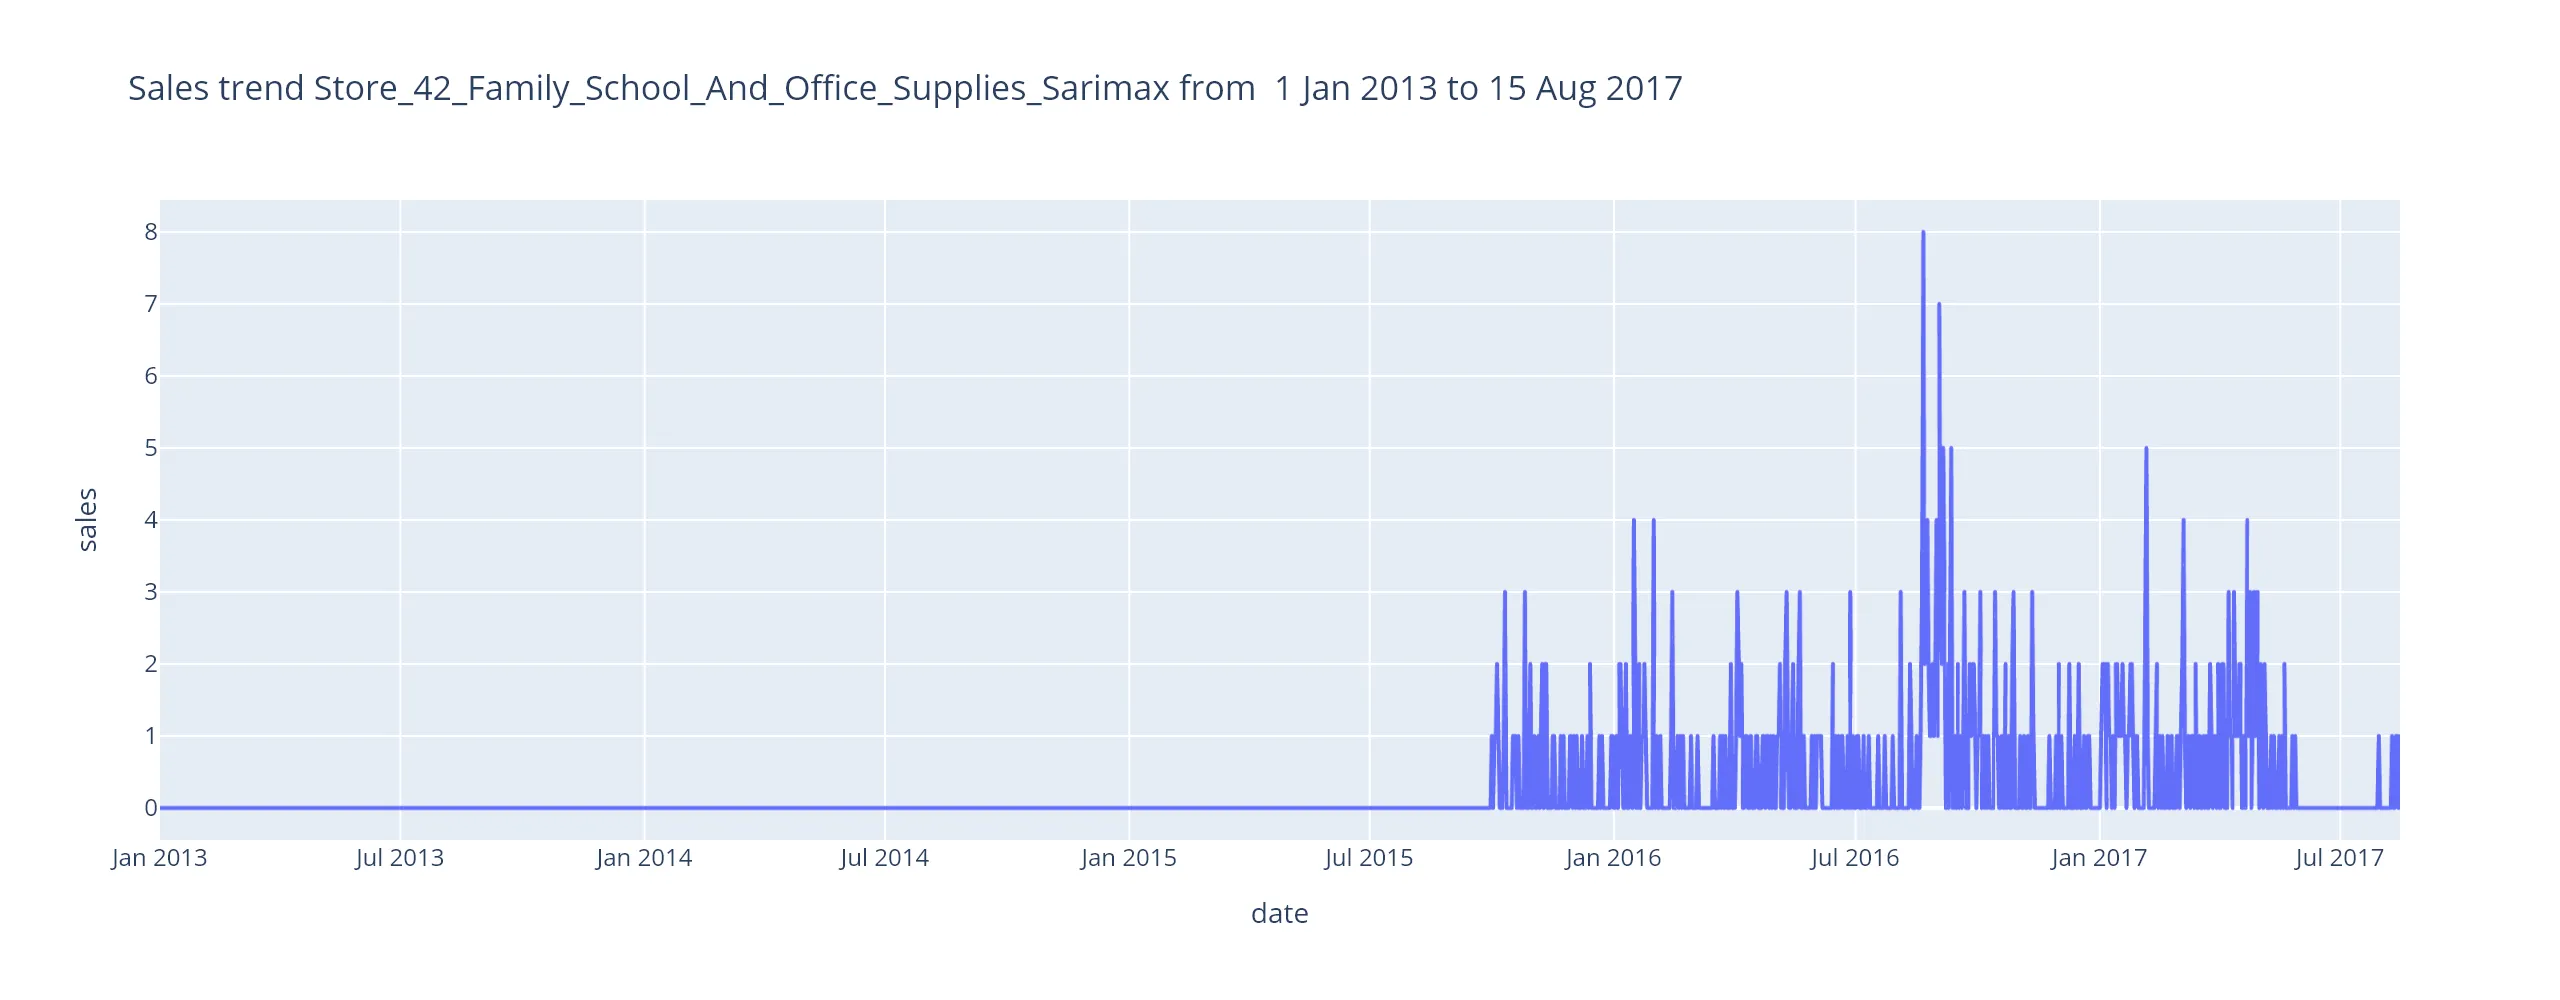 Sales trend Store_42_Family_School_And_Office_Supplies_Sarimax from  1 Jan 2013 to 15 Aug 2017
8
7
6
5
4
3
2
1
0
sales
Jan 2013 Jul 2013 Jan 2014 Jul 2014 Jan 2015 Jul 2015 Jan 2016 Jul 2016 Jan 2017 Jul 2017
date